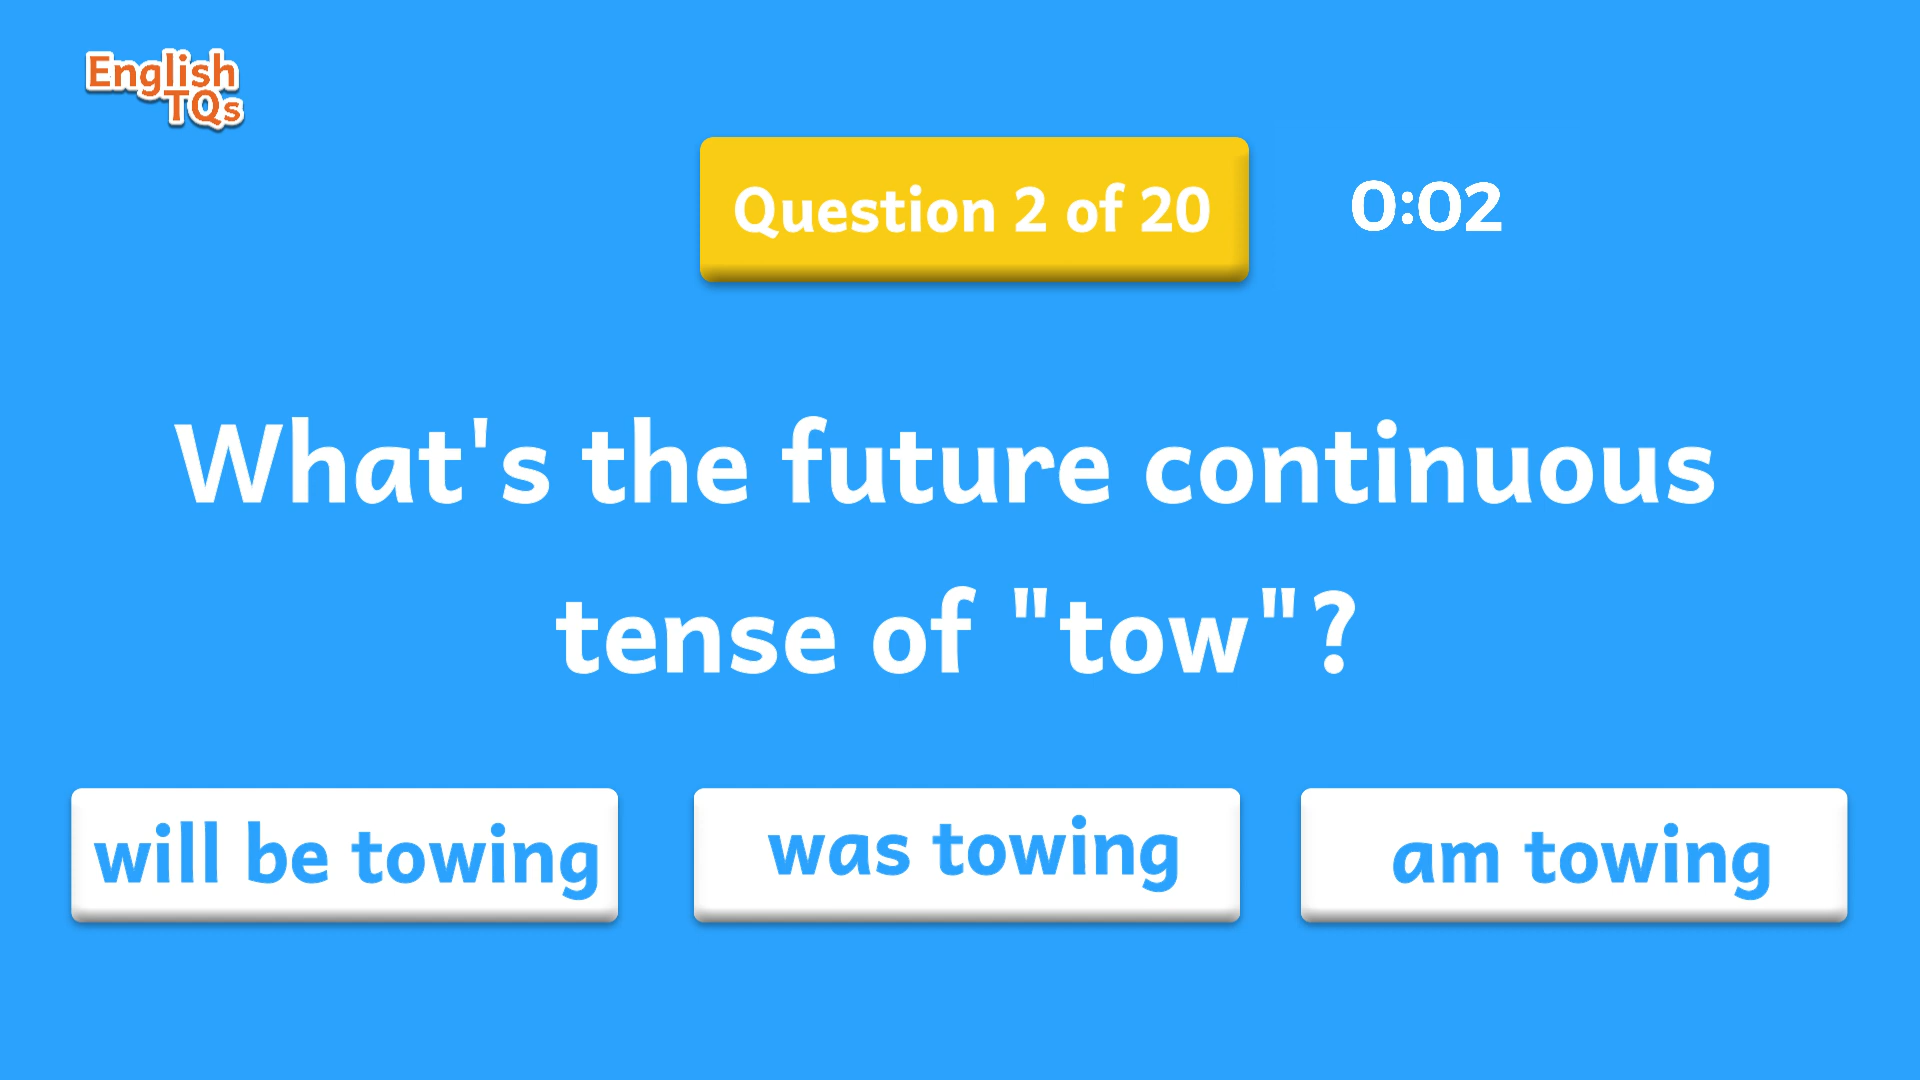 English
TQs
Question 2 of 20
0:02
What's the future continuous
tense of "tow"?
will be towing
was towing
am towing